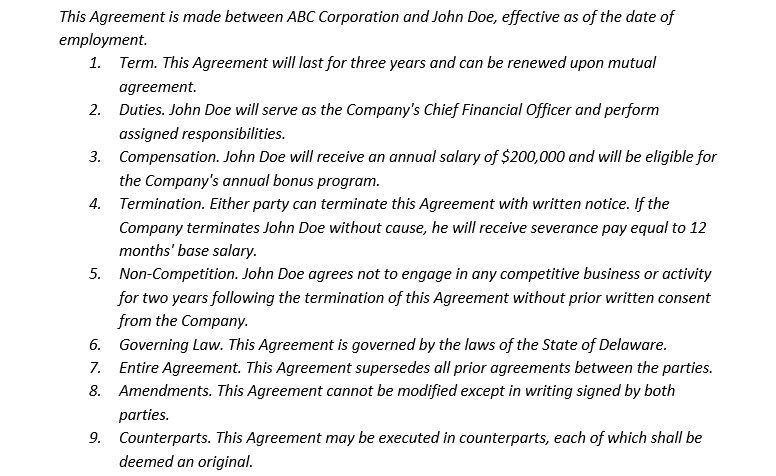 This Agreement is made between ABC Corporation and John Doe, effective as of the date of
employment.
1. Term. This Agreement will last for three years and can be renewed upon mutual
agreement.
2. Duties. John Doe will serve as the Company's Chief Financial Officer and perform
assigned responsibilities.
3. Compensation. John Doe will receive an annual salary of $200,000 and will be eligible for
the Company's annual bonus program.
4. Termination. Either party can terminate this Agreement with written notice. If the
Company terminates John Doe without cause, he will receive severance pay equal to 12
months' base salary.
5. Non-Competition. John Doe agrees not to engage in any competitive business or activity
for two years following the termination of this Agreement without prior written consent
from the Company.
6. Governing Law. This Agreement is governed by the laws of the State of Delaware.
7. Entire Agreement. This Agreement supersedes all prior agreements between the parties.
8. Amendments. This Agreement cannot be modified except in writing signed by both
parties.
9. Counterparts. This Agreement may be executed in counterparts, each of which shall be
deemed an original.